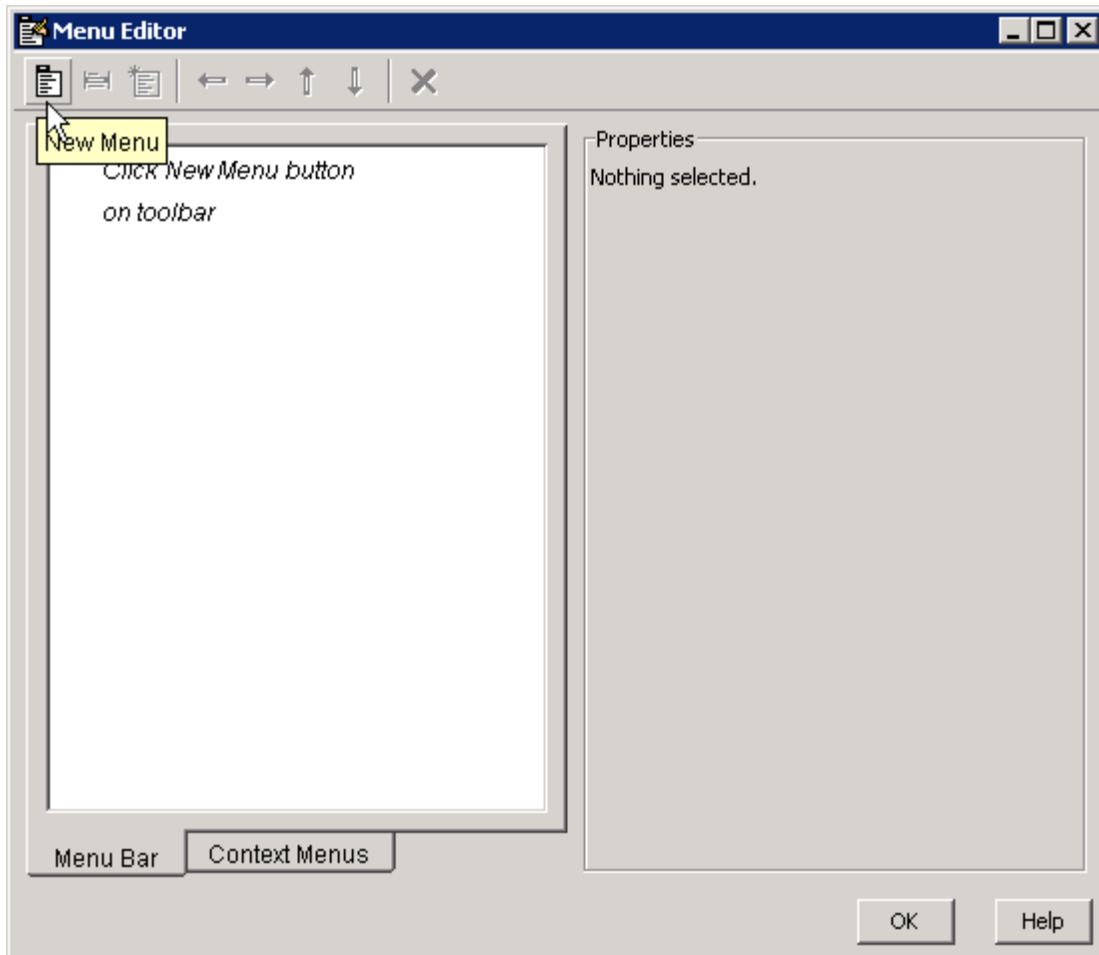 Menu Editor
New Menu
Click New Menu button
on toolbar
Properties
Nothing selected.
Menu Bar
Context Menus
OK
Help